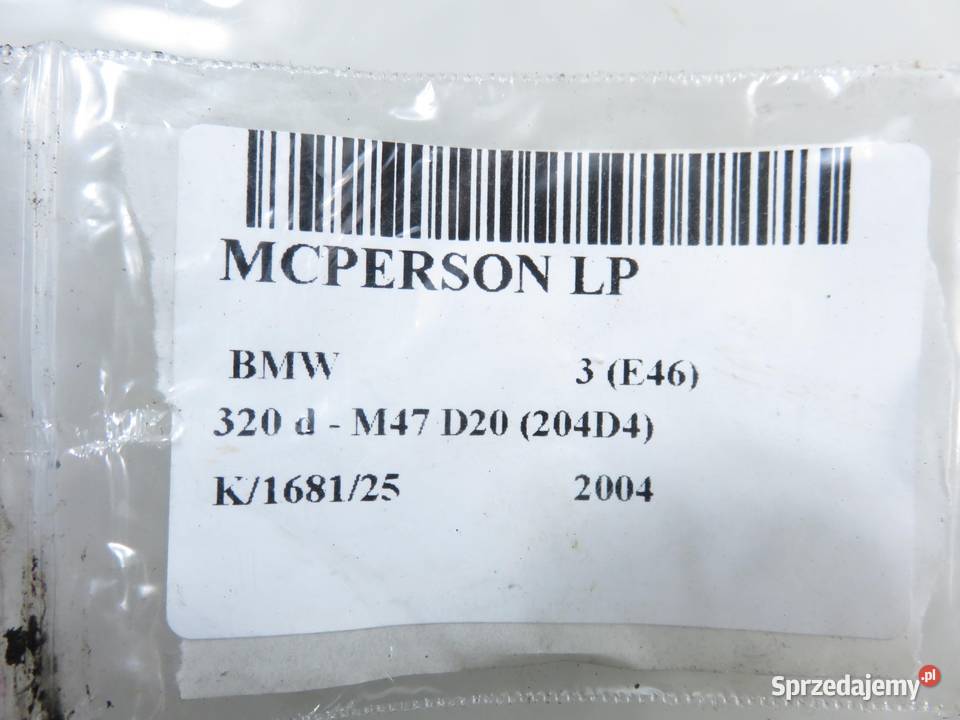 MCPERSON LP
BMW 3 (E46)
320 d - M47 D20 (204D4)
K/1681/25 2004
Sprzedajemy.pl